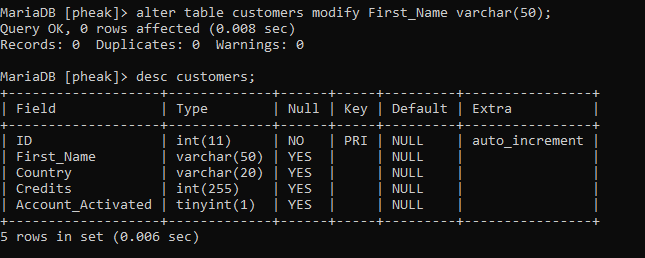 MariaDB [pheak]> alter table customers modify First_Name varchar(50);
Query OK, 0 rows affected (0.008 sec)
Records: 0  Duplicates: 0  Warnings: 0

MariaDB [pheak]> desc customers;
+-------------------+-------------+------+-----+---------+----------------+
| Field             | Type        | Null | Key | Default | Extra          |
+-------------------+-------------+------+-----+---------+----------------+
| ID                | int(11)     | NO   | PRI | NULL    | auto_increment |
| First_Name        | varchar(50) | YES  |     | NULL    |                |
| Country           | varchar(20) | YES  |     | NULL    |                |
| Credits           | int(255)    | YES  |     | NULL    |                |
| Account_Activated | tinyint(1)  | YES  |     | NULL    |                |
+-------------------+-------------+------+-----+---------+----------------+
5 rows in set (0.006 sec)